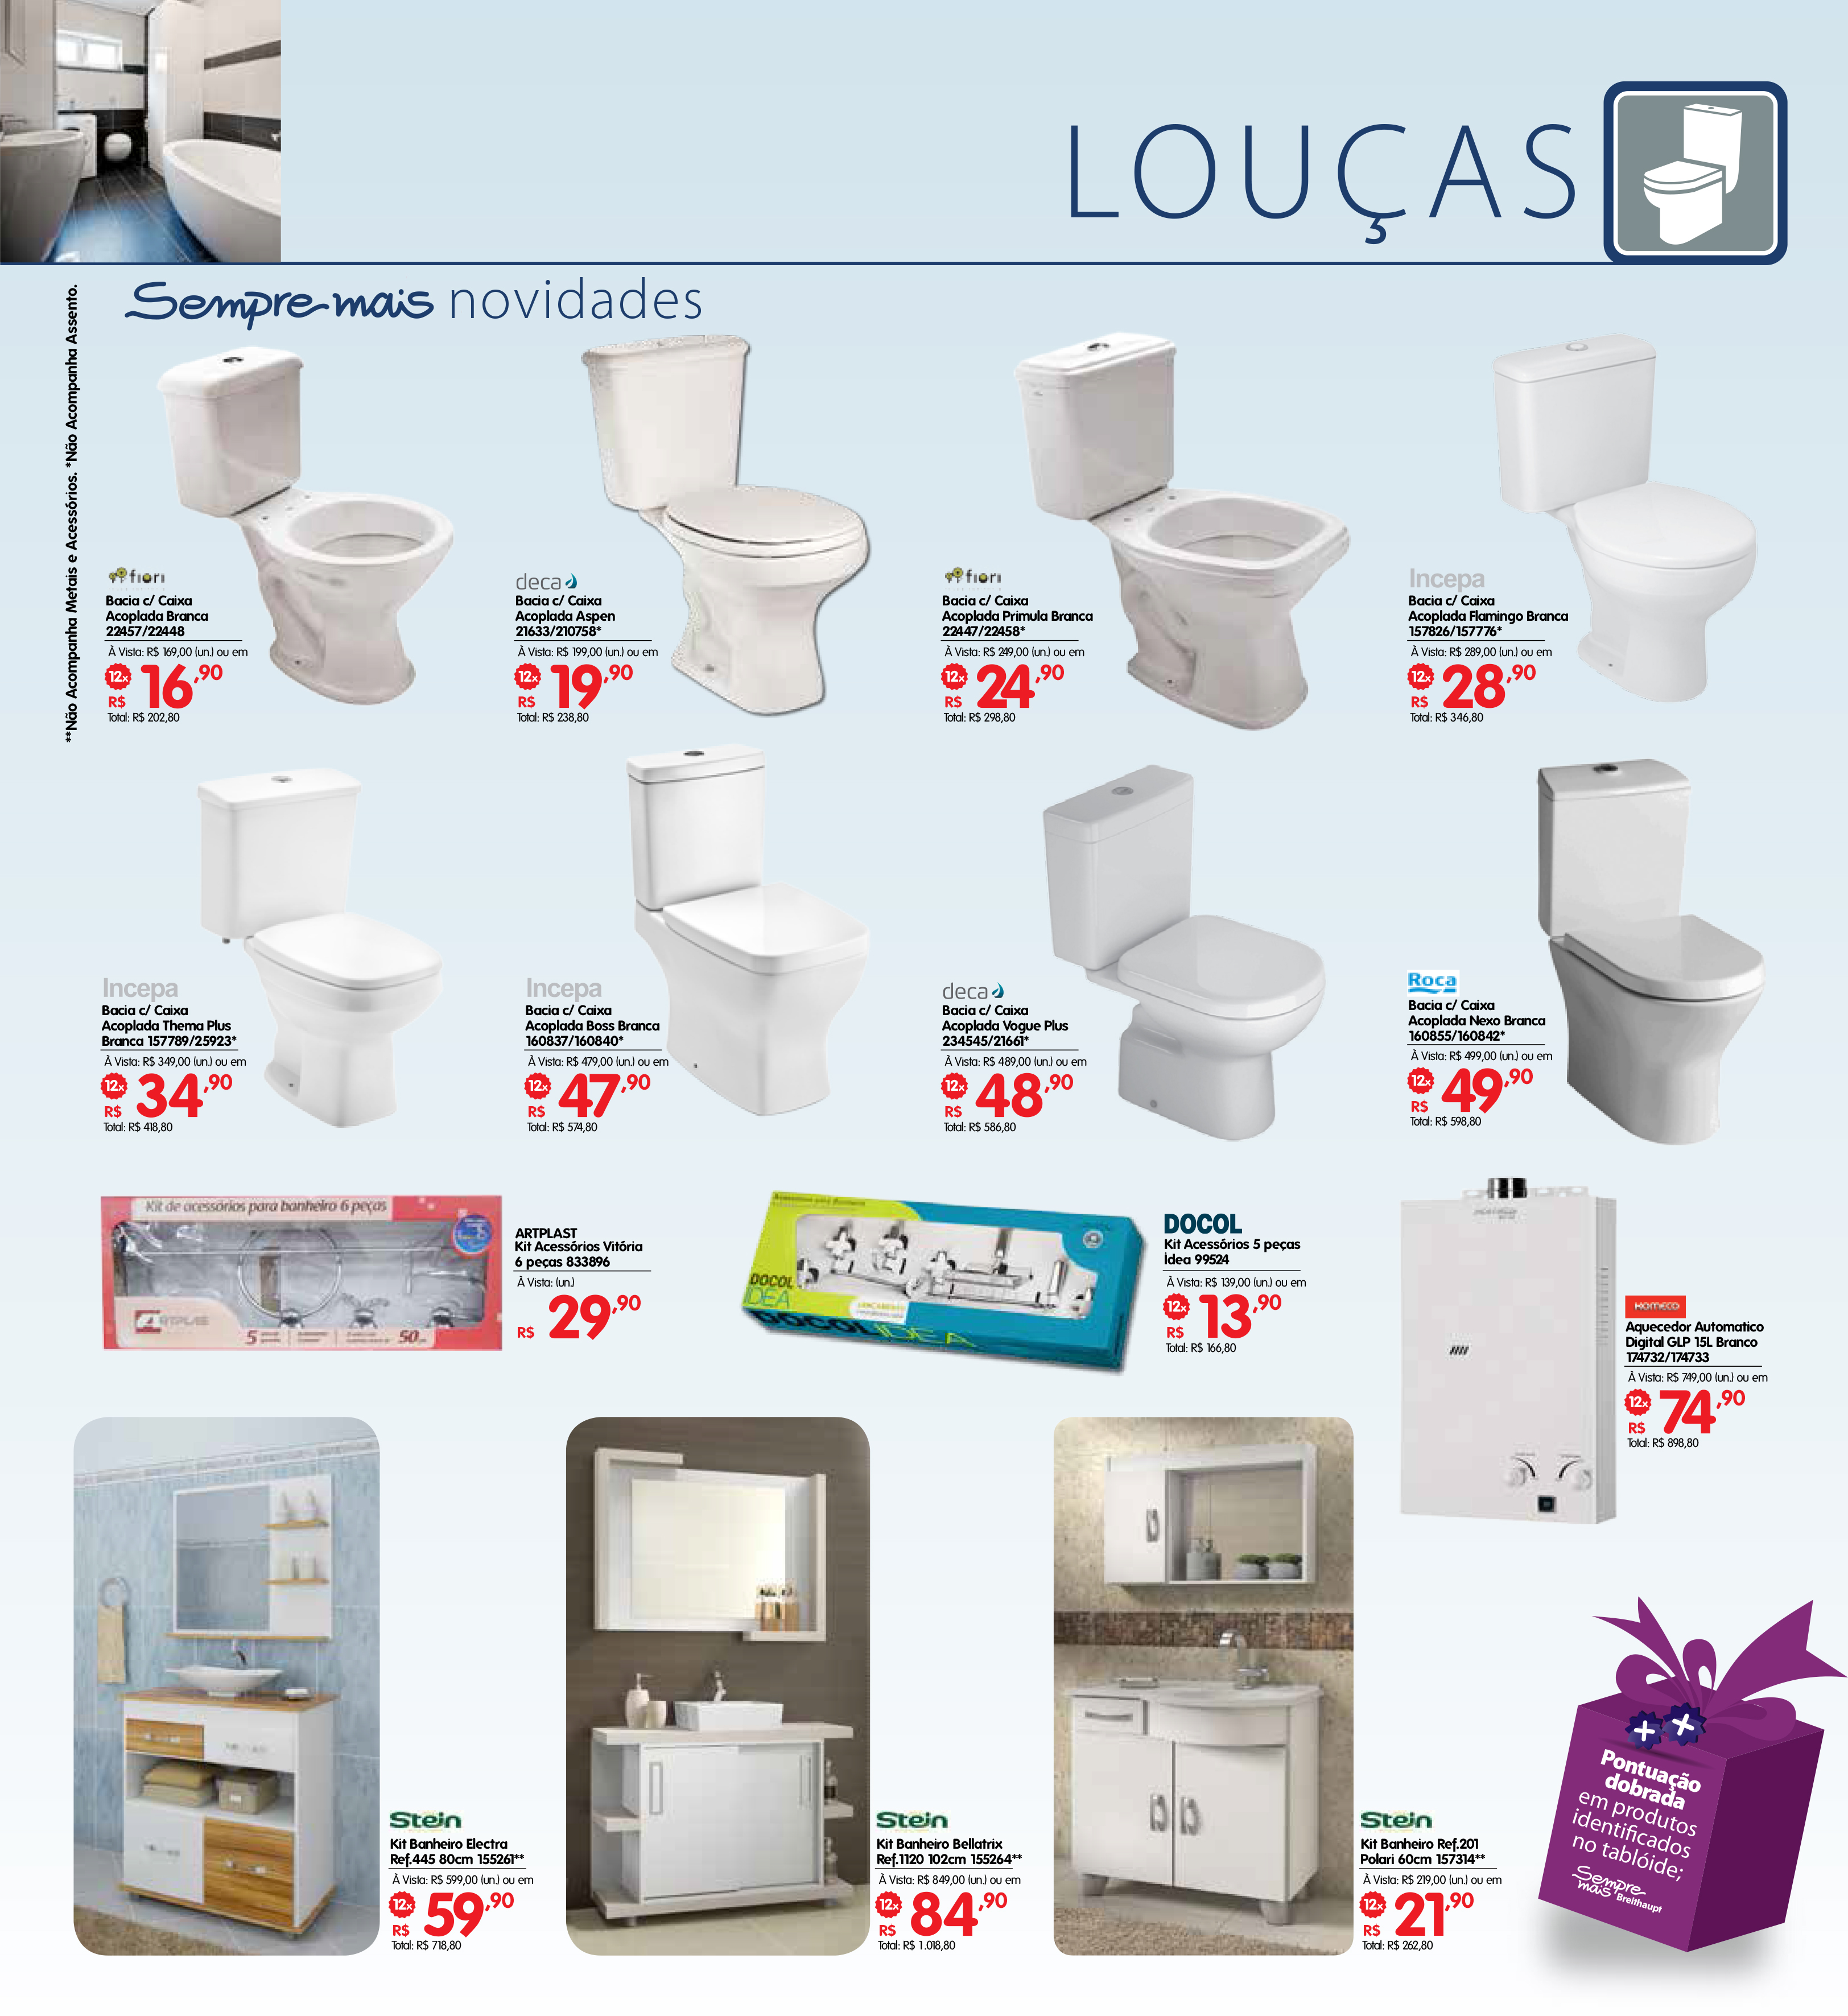 LOUÇAS
Sempre mais novidades
**Não Acompanha Metais e Acessórios. *Não Acompanha Assento.
fiori
Bacia c/ Caixa
Acoplada Branca
22457/22448
À Vista: R$ 169,00 (un.) ou em
12x
R$ 16,90
Total: R$ 202,80
deca
Bacia c/ Caixa
Acoplada Aspen
21633/210758*
À Vista: R$ 199,00 (un.) ou em
12x
R$ 19,90
Total: R$ 238,80
fiori
Bacia c/ Caixa
Acoplada Primula Branca
22447/22458*
À Vista: R$ 249,00 (un.) ou em
12x
R$ 24,90
Total: R$ 298,80
Incepa
Bacia c/ Caixa
Acoplada Flamingo Branca
157826/157776*
À Vista: R$ 289,00 (un.) ou em
12x
R$ 28,90
Total: R$ 346,80
Incepa
Bacia c/ Caixa
Acoplada Thema Plus
Branca 157789/25923*
À Vista: R$ 349,00 (un.) ou em
12x
R$ 34,90
Total: R$ 418,80
Incepa
Bacia c/ Caixa
Acoplada Boss Branca
160837/160840*
À Vista: R$ 479,00 (un.) ou em
12x
R$ 47,90
Total: R$ 574,80
deca
Bacia c/ Caixa
Acoplada Vogue Plus
234545/21661*
À Vista: R$ 489,00 (un.) ou em
12x
R$ 48,90
Total: R$ 586,80
Roca
Bacia c/ Caixa
Acoplada Nexo Branca
160855/160842*
À Vista: R$ 499,00 (un.) ou em
12x
R$ 49,90
Total: R$ 598,80
Kit de acessórios para banheiro 6 peças
ARTPLAS
5
50
ARTPLAST
Kit Acessórios Vitória
6 peças 833896
À Vista: (un.)
R$ 29,90
DOCOL
IDEA
LANÇAMENTO
DOCOL IDEA
DOCOL
Kit Acessórios 5 peças
Ídea 99524
À Vista: R$ 139,00 (un.) ou em
12x
R$ 13,90
Total: R$ 166,80
KOMECO
Aquecedor Automatico
Digital GLP 15L Branco
174732/174733
À Vista: R$ 749,00 (un.) ou em
12x
R$ 74,90
Total: R$ 898,80
Stein
Kit Banheiro Electra
Ref.445 80cm 155261**
À Vista: R$ 599,00 (un.) ou em
12x
R$ 59,90
Total: R$ 718,80
Stein
Kit Banheiro Bellatrix
Ref.1120 102cm 155264**
À Vista: R$ 849,00 (un.) ou em
12x
R$ 84,90
Total: R$ 1.018,80
Stein
Kit Banheiro Ref.201
Polari 60cm 157314**
À Vista: R$ 219,00 (un.) ou em
12x
R$ 21,90
Total: R$ 262,80
++
Pontuação
dobrada
em produtos
identificados
no tablóide;
Sempre
mais Breithaupt